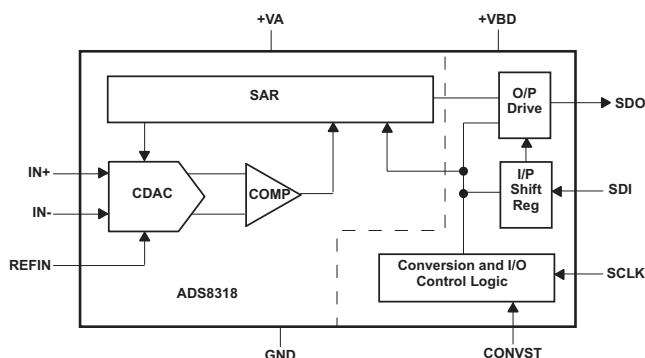 +VA
+VBD
SAR
O/P
Drive
SDO
IN+
CDAC
COMP
I/P
Shift
Reg
SDI
IN-
REFIN
Conversion and I/O
Control Logic
SCLK
ADS8318
GND
CONVST